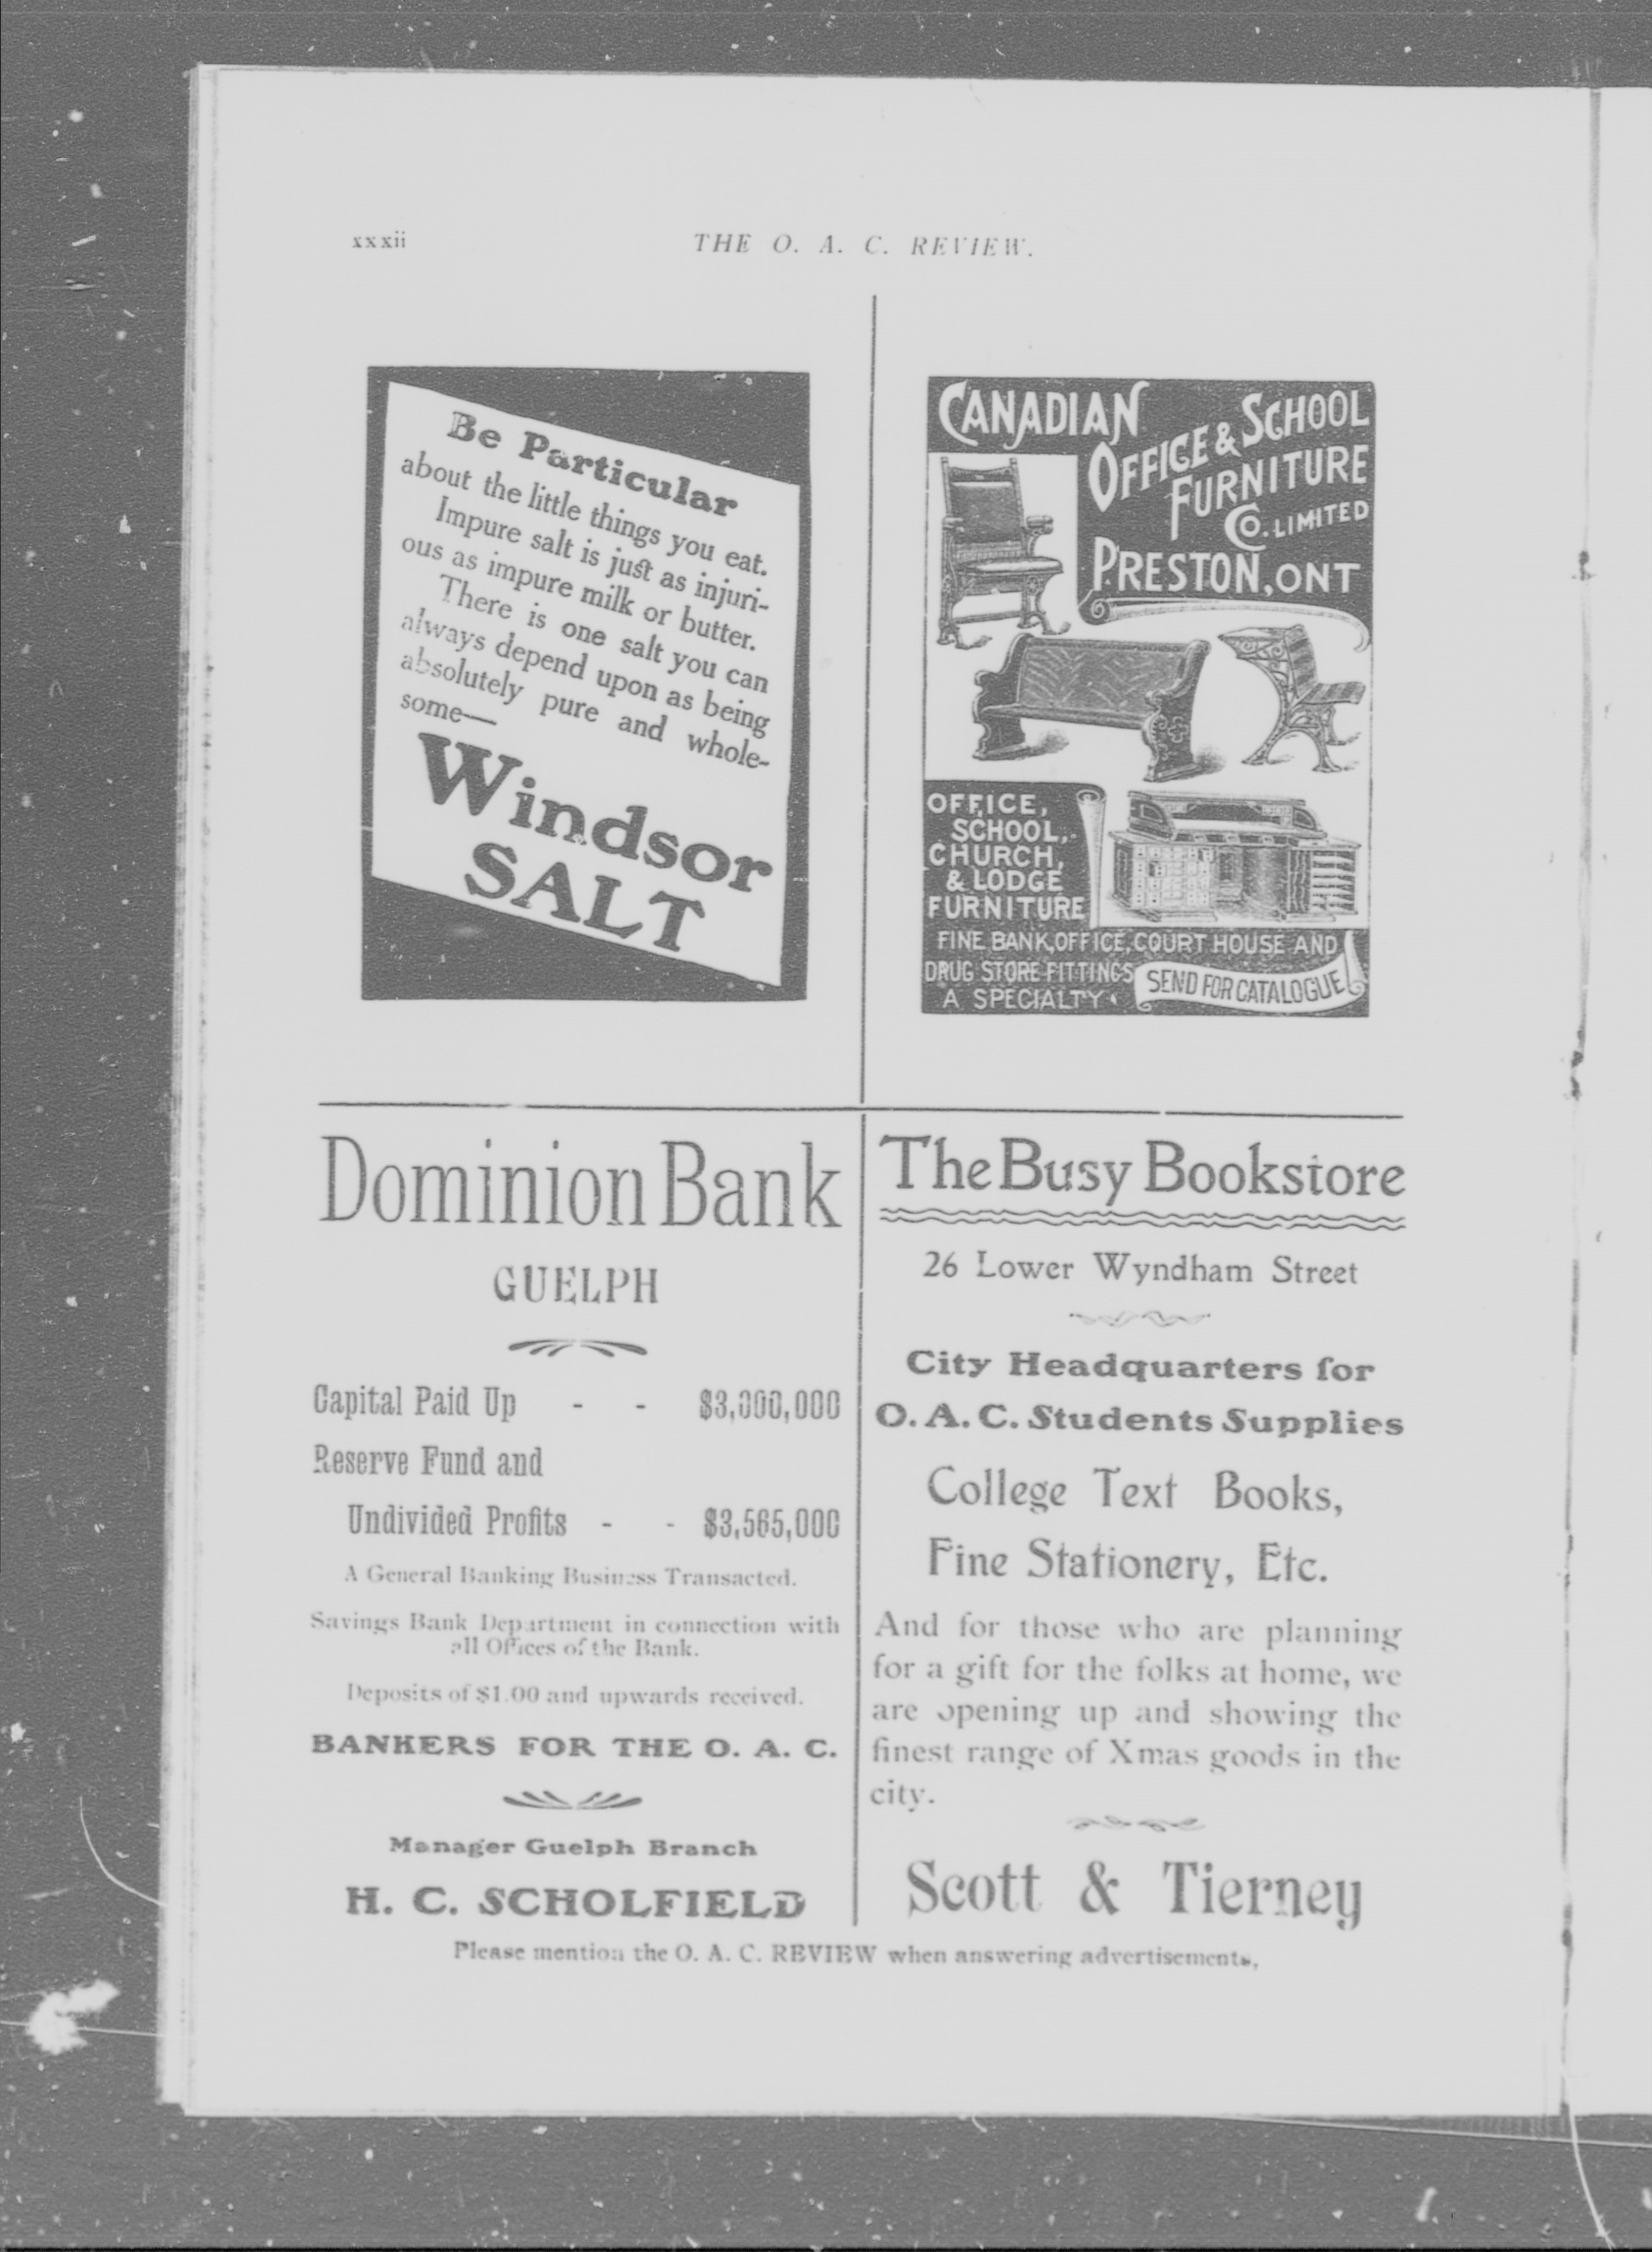 xxxii
THE O. A. C. REVIEW.
Be Particular
about the little things you eat.
Impure salt is just as injuri-
ous as impure milk or butter.
There is one salt you can
always depend upon as being
absolutely pure and whole-
some—
Windsor
SALT
CANADIAN
OFFICE & SCHOOL
FURNITURE
CO. LIMITED
PRESTON, ONT
OFFICE,
SCHOOL,
CHURCH,
& LODGE
FURNITURE
FINE BANK, OFFICE, COURT HOUSE AND
DRUG STORE FITTINGS
A SPECIALTY
SEND FOR CATALOGUE
Dominion Bank
GUELPH
Capital Paid Up - - $3,000,000
Reserve Fund and
Undivided Profits - - $3,565,000
A General Banking Business Transacted.
Savings Bank Department in connection with
all Offices of the Bank.
Deposits of $1.00 and upwards received.
BANKERS FOR THE O. A. C.
Manager Guelph Branch
H. C. SCHOLFIELD
The Busy Bookstore
26 Lower Wyndham Street
City Headquarters for
O. A. C. Students Supplies
College Text Books,
Fine Stationery, Etc.
And for those who are planning
for a gift for the folks at home, we
are opening up and showing the
finest range of Xmas goods in the
city.
Scott & Tierney
Please mention the O. A. C. REVIEW when answering advertisements,